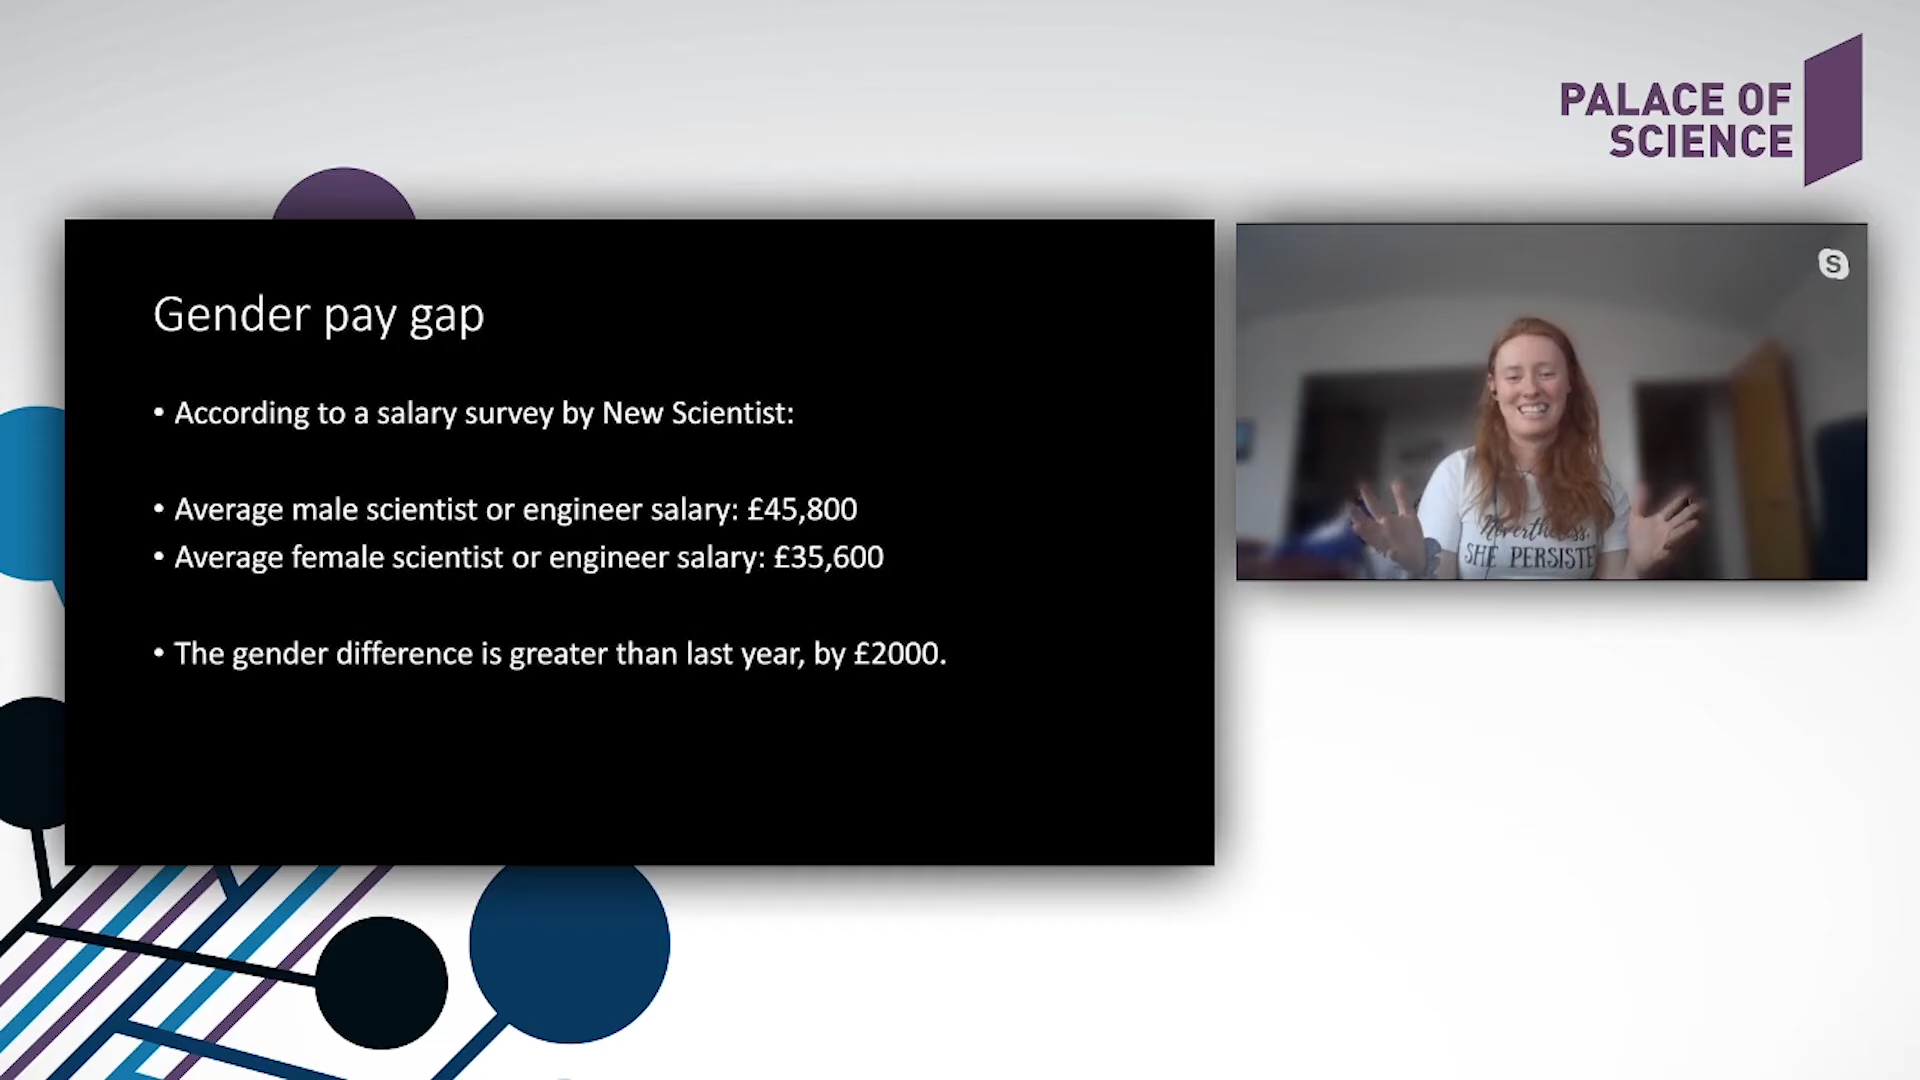 PALACE OF
SCIENCE
Gender pay gap
• According to a salary survey by New Scientist:
• Average male scientist or engineer salary: £45,800
• Average female scientist or engineer salary: £35,600
• The gender difference is greater than last year, by £2000.
S
Nevertheless,
SHE PERSISTE